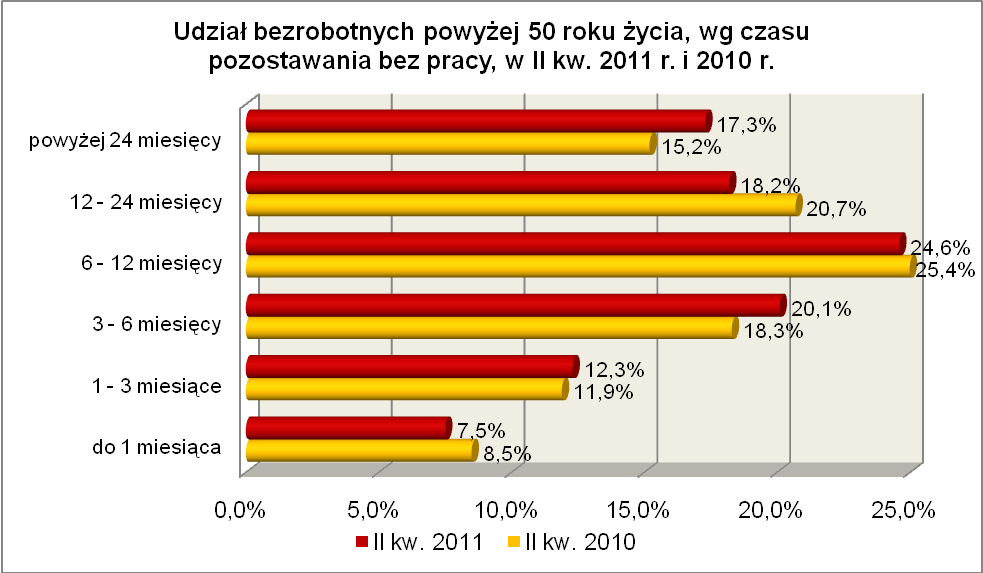 Udział bezrobotnych powyżej 50 roku życia, wg czasu
pozostawania bez pracy, w II kw. 2011 r. i 2010 r.
powyżej 24 miesięcy
17,3%
15,2%
12 - 24 miesięcy
18,2%
20,7%
6 - 12 miesięcy
24,6%
25,4%
3 - 6 miesięcy
20,1%
18,3%
1 - 3 miesiące
12,3%
11,9%
do 1 miesiąca
7,5%
8,5%
0,0% 5,0% 10,0% 15,0% 20,0% 25,0%
II kw. 2011 II kw. 2010